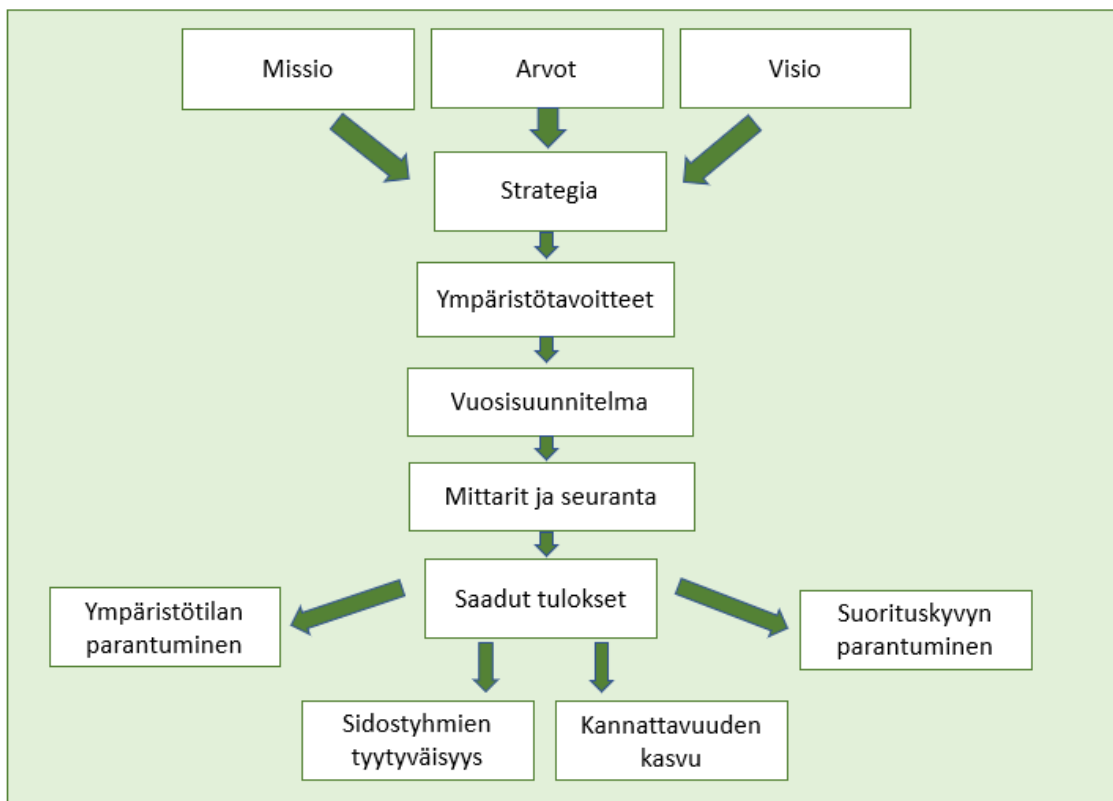 Missio
Arvot
Visio
Strategia
Ympäristötavoitteet
Vuosisuunnitelma
Mittarit ja seuranta
Saadut tulokset
Ympäristötilan
parantuminen
Suorituskyvyn
parantuminen
Sidostyhmien
tyytyväisyys
Kannattavuuden
kasvu